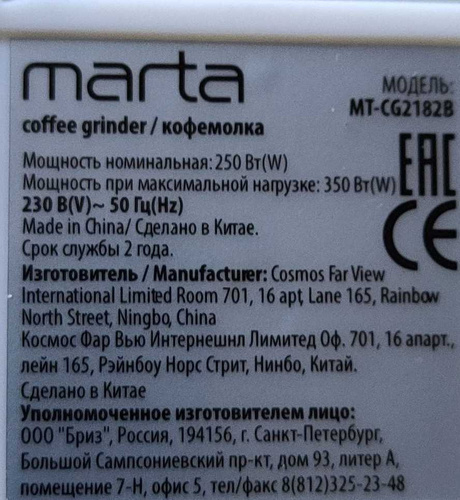 marta
МОДЕЛЬ:
MT-CG2182B
coffee grinder / кофемолка
Мощность номинальная: 250 Вт(W)
Мощность при максимальной нагрузке: 350 Вт(W)
EAC
230 В(V)~ 50 Гц(Hz)
Made in China/ Сделано в Китае.
CE
Срок службы 2 года.
Изготовитель / Manufacturer: Cosmos Far View
International Limited Room 701, 16 apt, Lane 165, Rainbow
North Street, Ningbo, China
Космос Фар Вью Интернешнл Лимитед Оф. 701, 16 апарт.,
лейн 165, Рэйнбоу Норс Стрит, Нинбо, Китай.
Сделано в Китае
Уполномоченное изготовителем лицо:
ООО "Бриз", Россия, 194156, г. Санкт-Петербург,
Большой Сампсониевский пр-кт, дом 93, литер А,
помещение 7-Н, офис 5, тел/факс 8(812)325-23-48